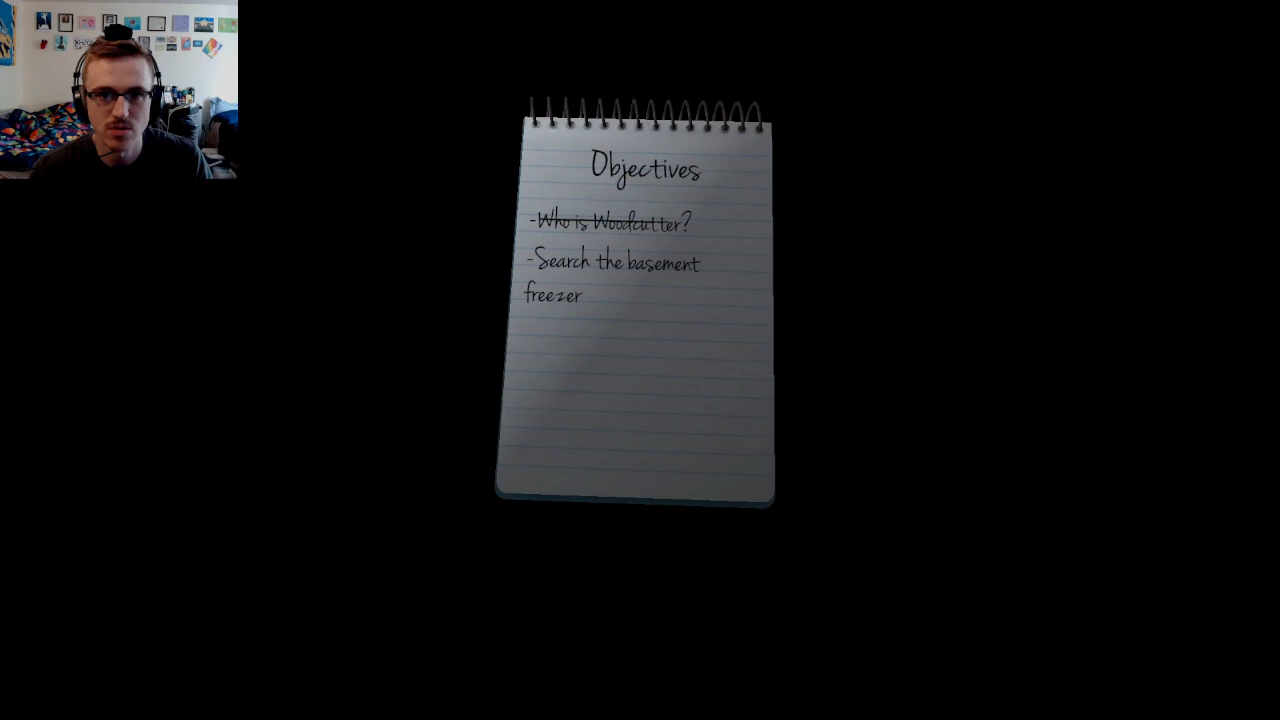 Objectives
-Who is Woodcutter?
-Search the basement
freezer